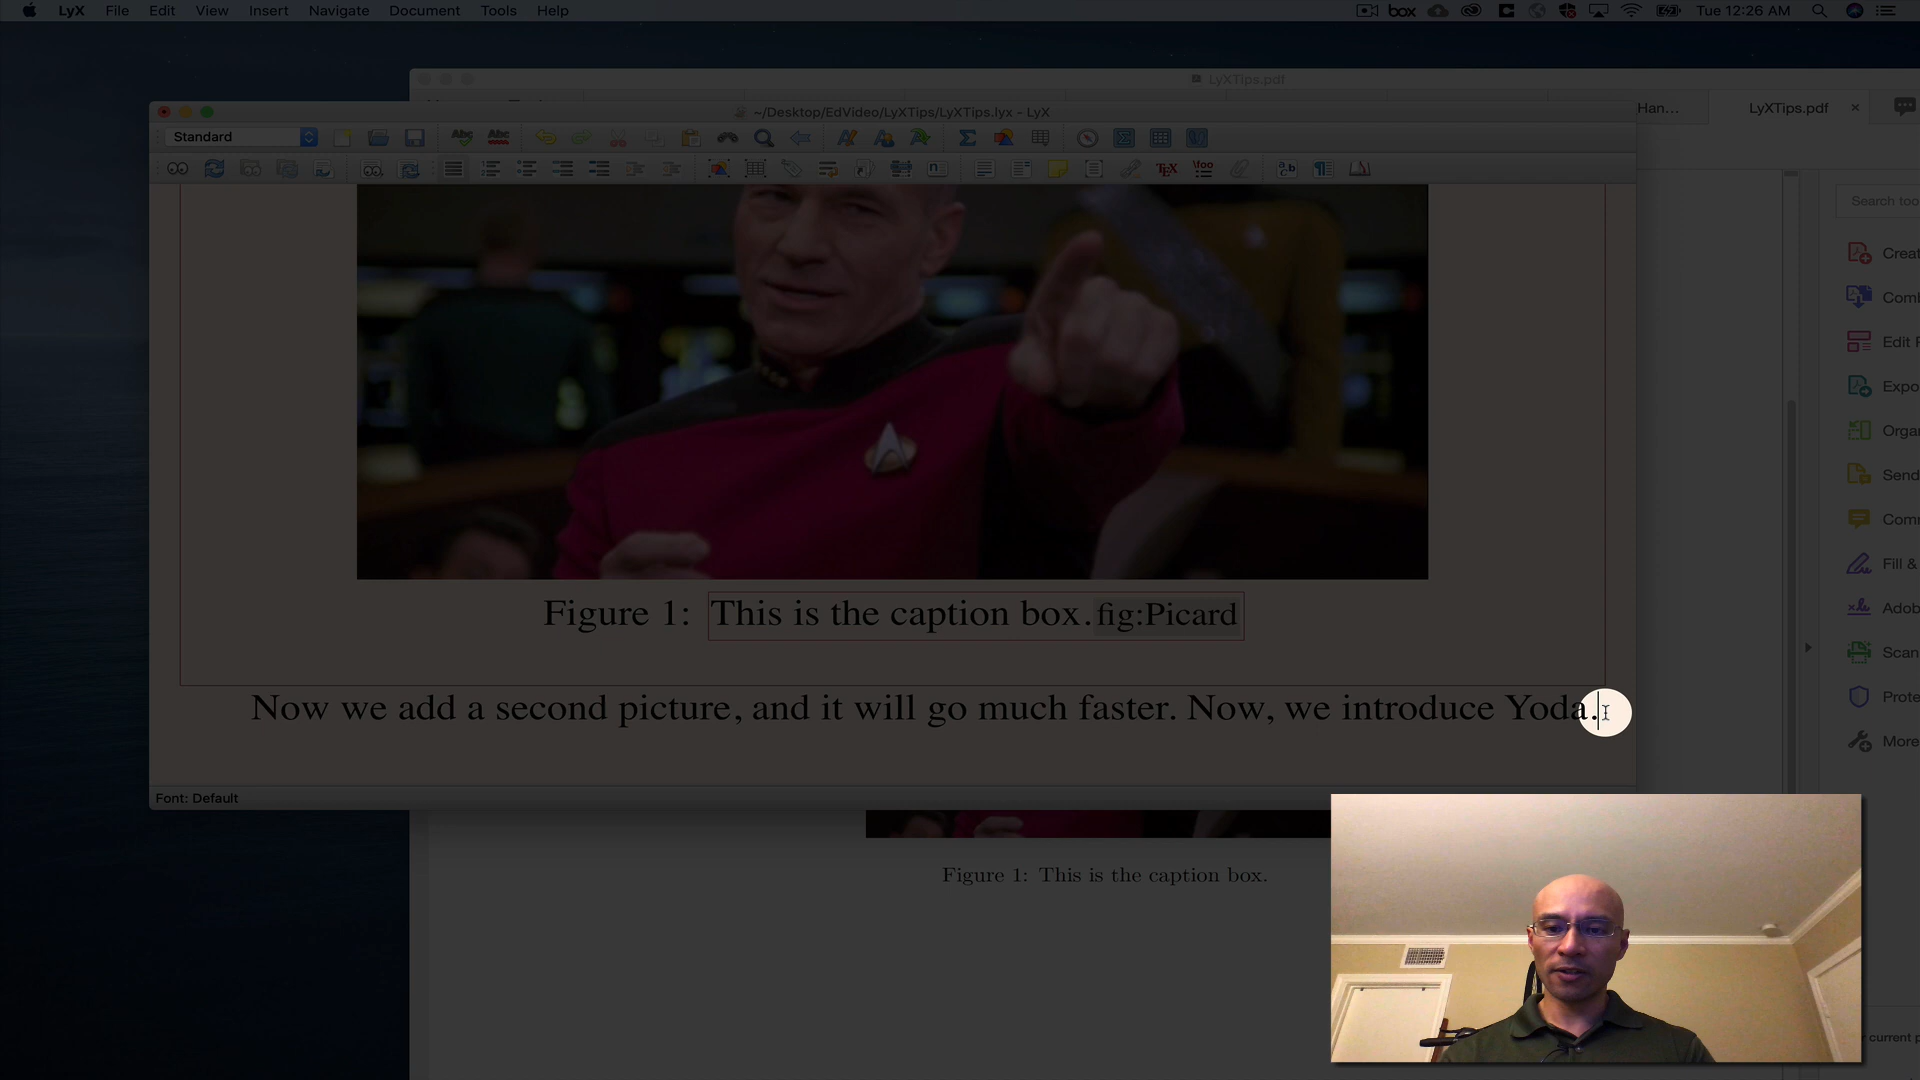 LyX File Edit View Insert Navigate Document Tools Help
box Tue 12:26 AM
LyXTips.pdf
~/Desktop/EdVideo/LyXTips/LyXTips.lyx - LyX
Han... LyXTips.pdf
Standard
Search too
Creat
Comb
Edit P
Expo
Orga
Send
Comm
Fill &
Adob
Scan
Prote
More
Figure 1: This is the caption box. fig:Picard
Now we add a second picture, and it will go much faster. Now, we introduce Yoda.
Font: Default
Figure 1: This is the caption box.
r current p